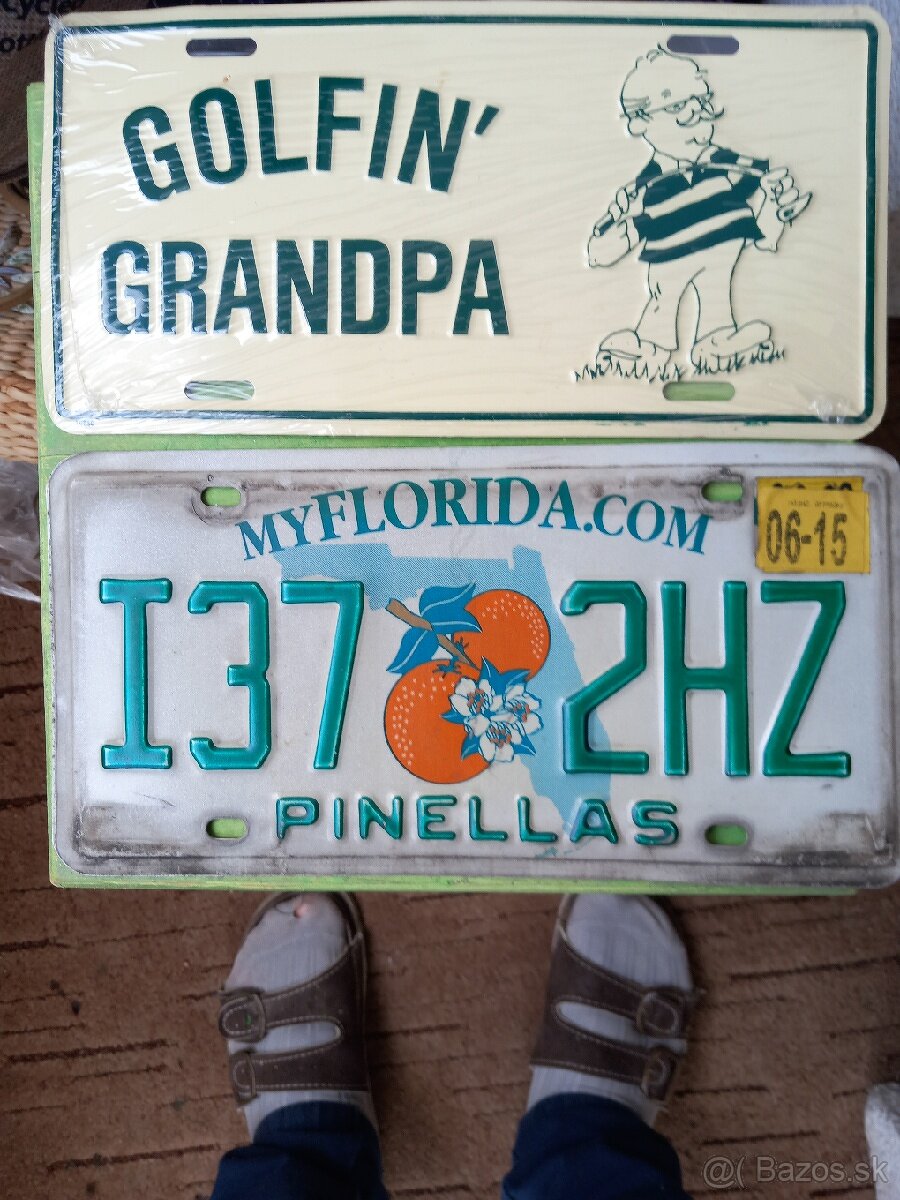 GOLFIN'
GRANDPA
MYFLORIDA.COM
06-15
I37 2HZ
PINELLAS
@( Bazos.sk